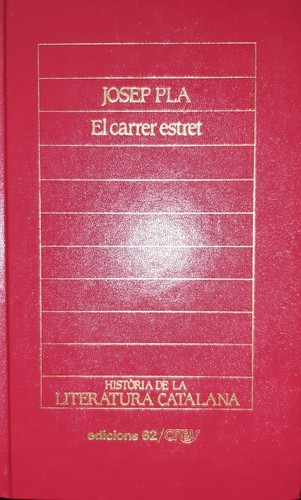 JOSEP PLA
El carrer estret
HISTÒRIA DE LA
LITERATURA CATALANA
edicions 62/orbis